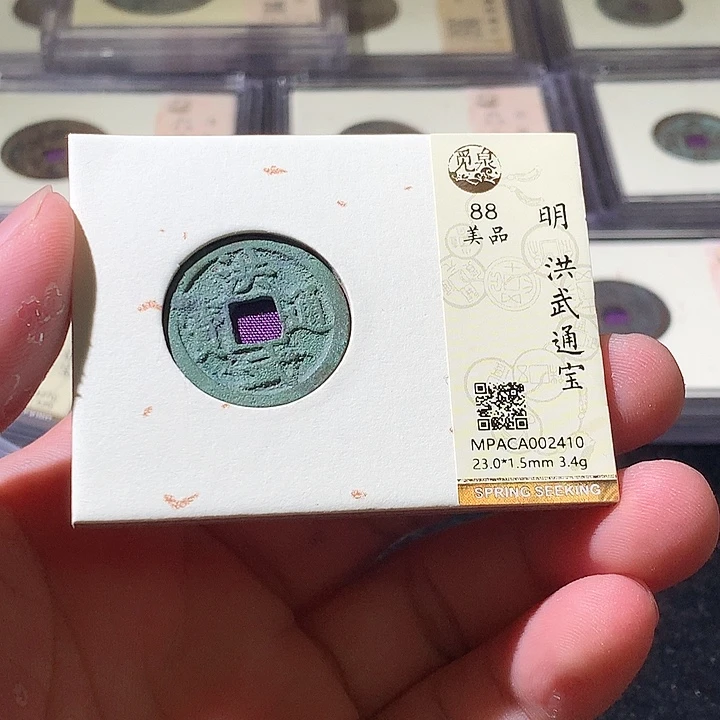 觅泉
88
美品
明 洪武通宝
MPACA002410
23.0*1.5mm 3.4g
SPRING SEEKING